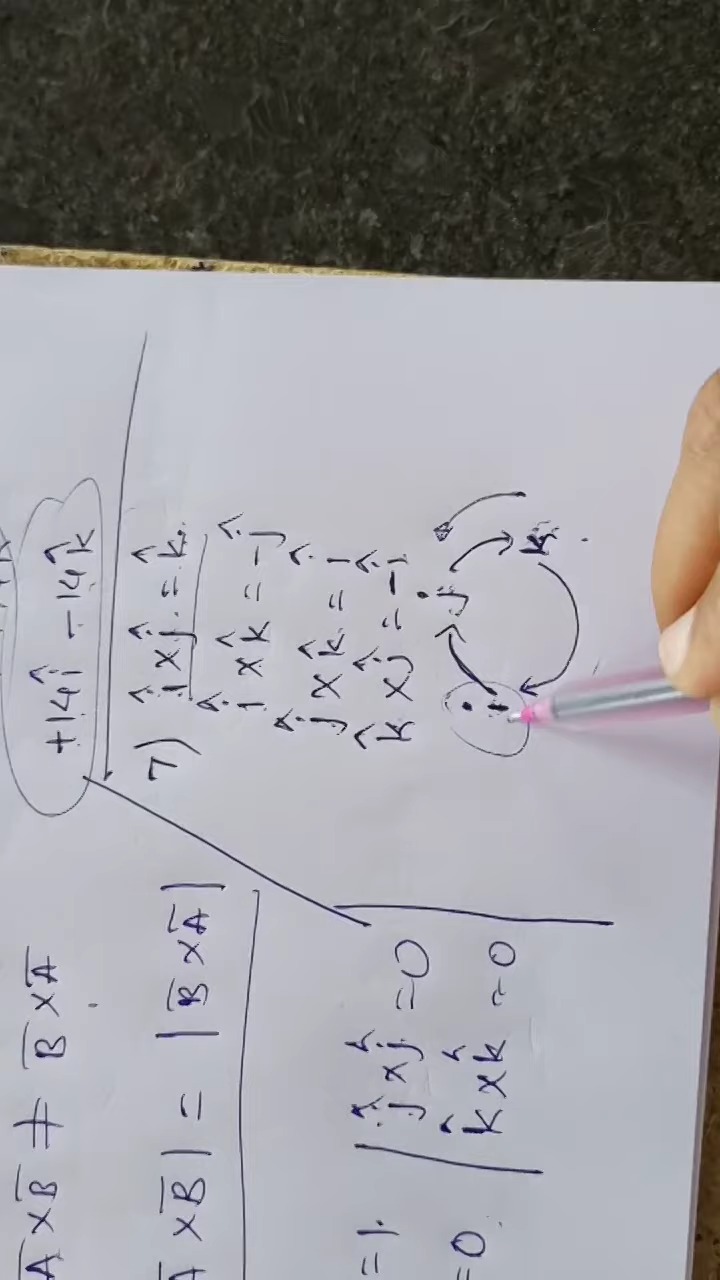 +14î -14k̂
A̅×B̅ ≠ B̅×A̅
7) î×ĵ = k̂
A̅×B̅| = |B̅×A̅|
î×k̂ = -ĵ
ĵ×k̂ = î
k̂×ĵ = -î
=1. ĵ×ĵ =0
=0. k̂×k̂ =0
j
i
k